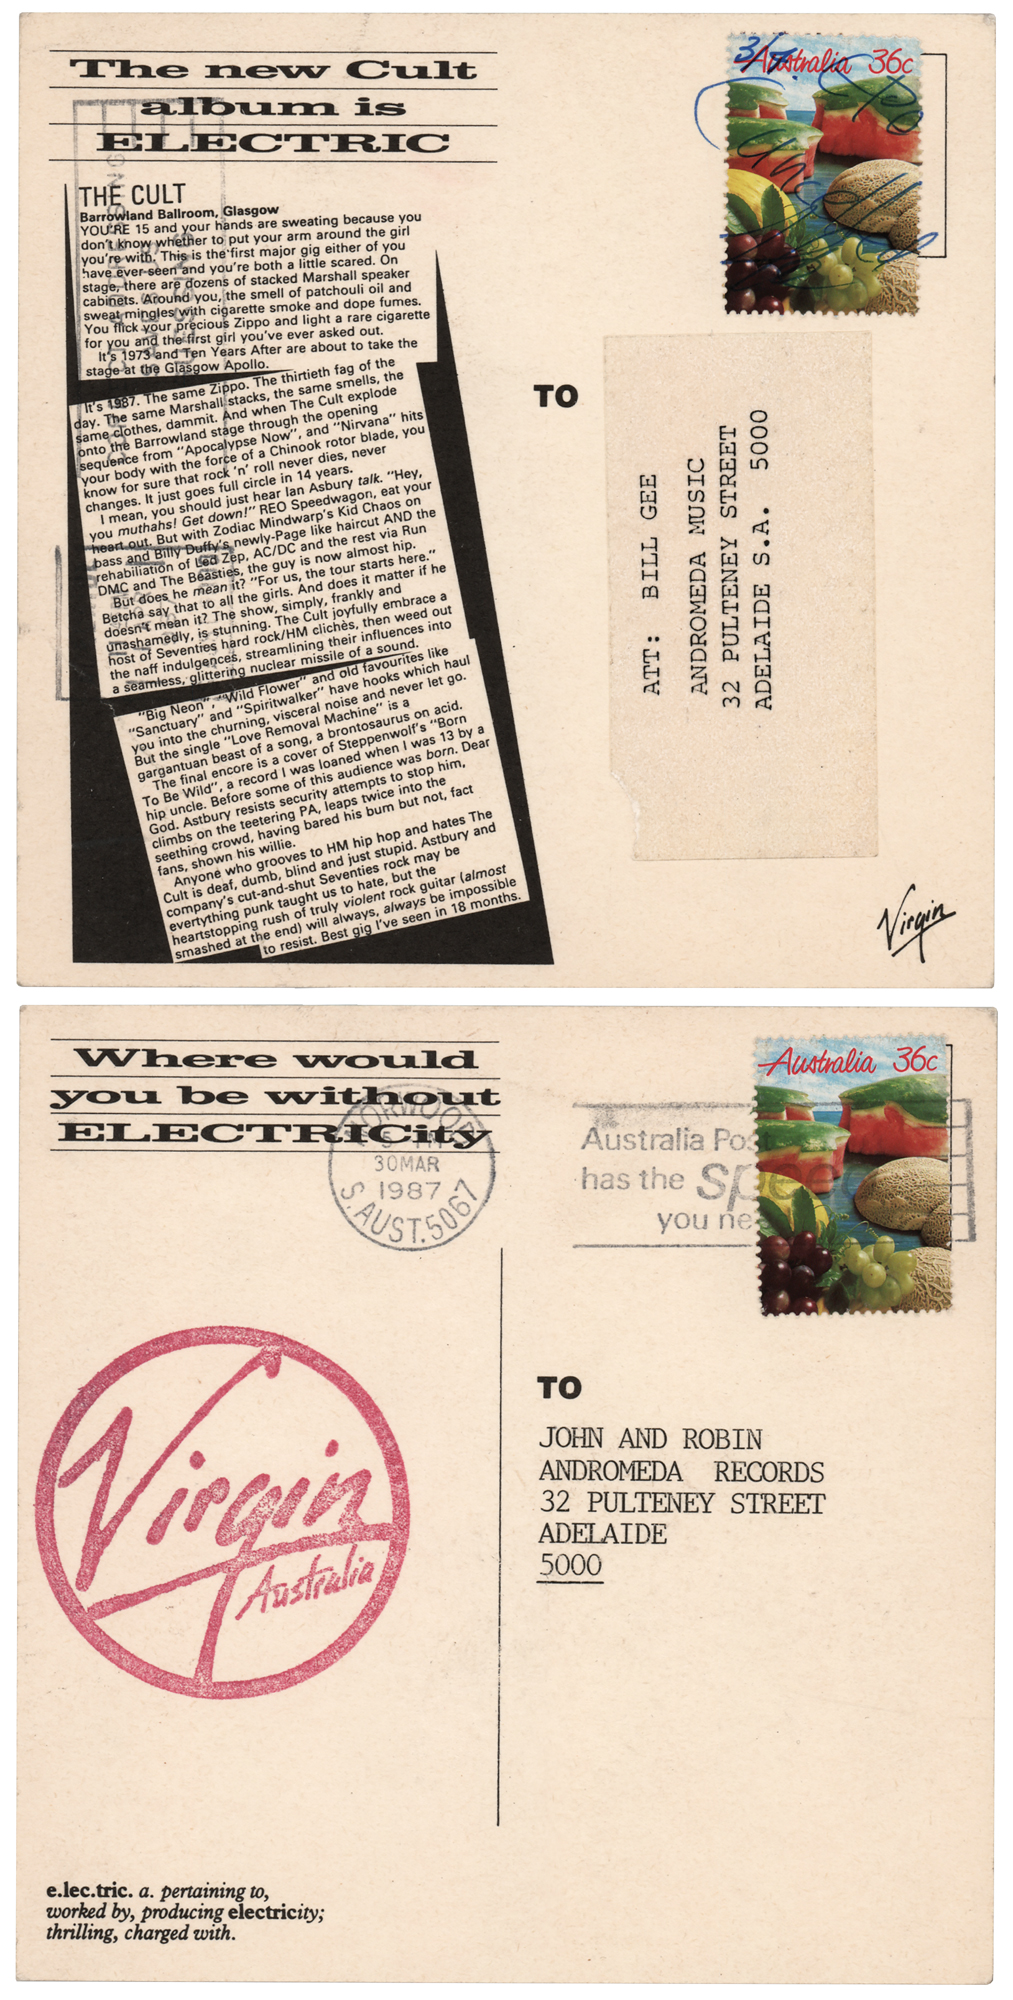 The new Cult
album is
ELECTRIC
THE CULT
Barrowland Ballroom, Glasgow
YOU'RE 15 and your hands are sweating because you
don't know whether to put your arm around the girl
you're with. This is the first major gig either of you
have ever seen and you're both a little scared. On
stage, there are dozens of stacked Marshall speaker
cabinets. Around you, the smell of patchouli oil and
sweat mingles with cigarette smoke and dope fumes.
You flick your precious Zippo and light a rare cigarette
for you and the first girl you've ever asked out.
It's 1973 and Ten Years After are about to take the
stage at the Glasgow Apollo.
It's 1987. The same Zippo. The thirtieth fag of the
day. The same Marshall stacks, the same smells, the
same clothes, dammit. And when The Cult explode
onto the Barrowland stage through the opening
sequence from "Apocalypse Now", and "Nirvana" hits
your body with the force of a Chinook rotor blade, you
know for sure that rock 'n' roll never dies, never
changes. It just goes full circle in 14 years.
I mean, you should just hear Ian Asbury talk. "Hey,
you muthahs! Get down!" REO Speedwagon, eat your
heart out. But with Zodiac Mindwarp's Kid Chaos on
bass and Billy Duffy's newly-Page like haircut AND the
rehabiliation of Led Zep, AC/DC and the rest via Run
DMC and The Beasties, the guy is now almost hip.
But does he mean it? "For us, the tour starts here."
Betcha say that to all the girls. And does it matter if he
doesn't mean it? The show, simply, frankly and
unashamedly, is stunning. The Cult joyfully embrace a
host of Seventies hard rock/HM clichès, then weed out
the naff indulgences, streamlining their influences into
a seamless, glittering nuclear missile of a sound.
"Big Neon", "Wild Flower" and old favourites like
"Sanctuary" and "Spiritwalker" have hooks which haul
you into the churning, visceral noise and never let go.
But the single "Love Removal Machine" is a
gargantuan beast of a song, a brontosaurus on acid.
The final encore is a cover of Steppenwolf's "Born
To Be Wild", a record I was loaned when I was 13 by a
hip uncle. Before some of this audience was born. Dear
God. Astbury resists security attempts to stop him,
climbs on the teetering PA, leaps twice into the
seething crowd, having bared his bum but not, fact
fans, shown his willie.
Anyone who grooves to HM hip hop and hates The
Cult is deaf, dumb, blind and just stupid. Astbury and
company's cut-and-shut Seventies rock may be
evertything punk taught us to hate, but the
heartstopping rush of truly violent rock guitar (almost
smashed at the end) will always, always be impossible
to resist. Best gig I've seen in 18 months.
Australia 36c
TO
ATT: BILL GEE
ANDROMEDA MUSIC
32 PULTENEY STREET
ADELAIDE S.A. 5000
Virgin
Where would
you be without
ELECTRICity
NORWOOD
30MAR
1987
S.AUST.5067
Australia Post
has the speed
you need
Australia 36c
Virgin
Australia
TO
JOHN AND ROBIN
ANDROMEDA RECORDS
32 PULTENEY STREET
ADELAIDE
5000
e.lec.tric. a. pertaining to,
worked by, producing electricity;
thrilling, charged with.